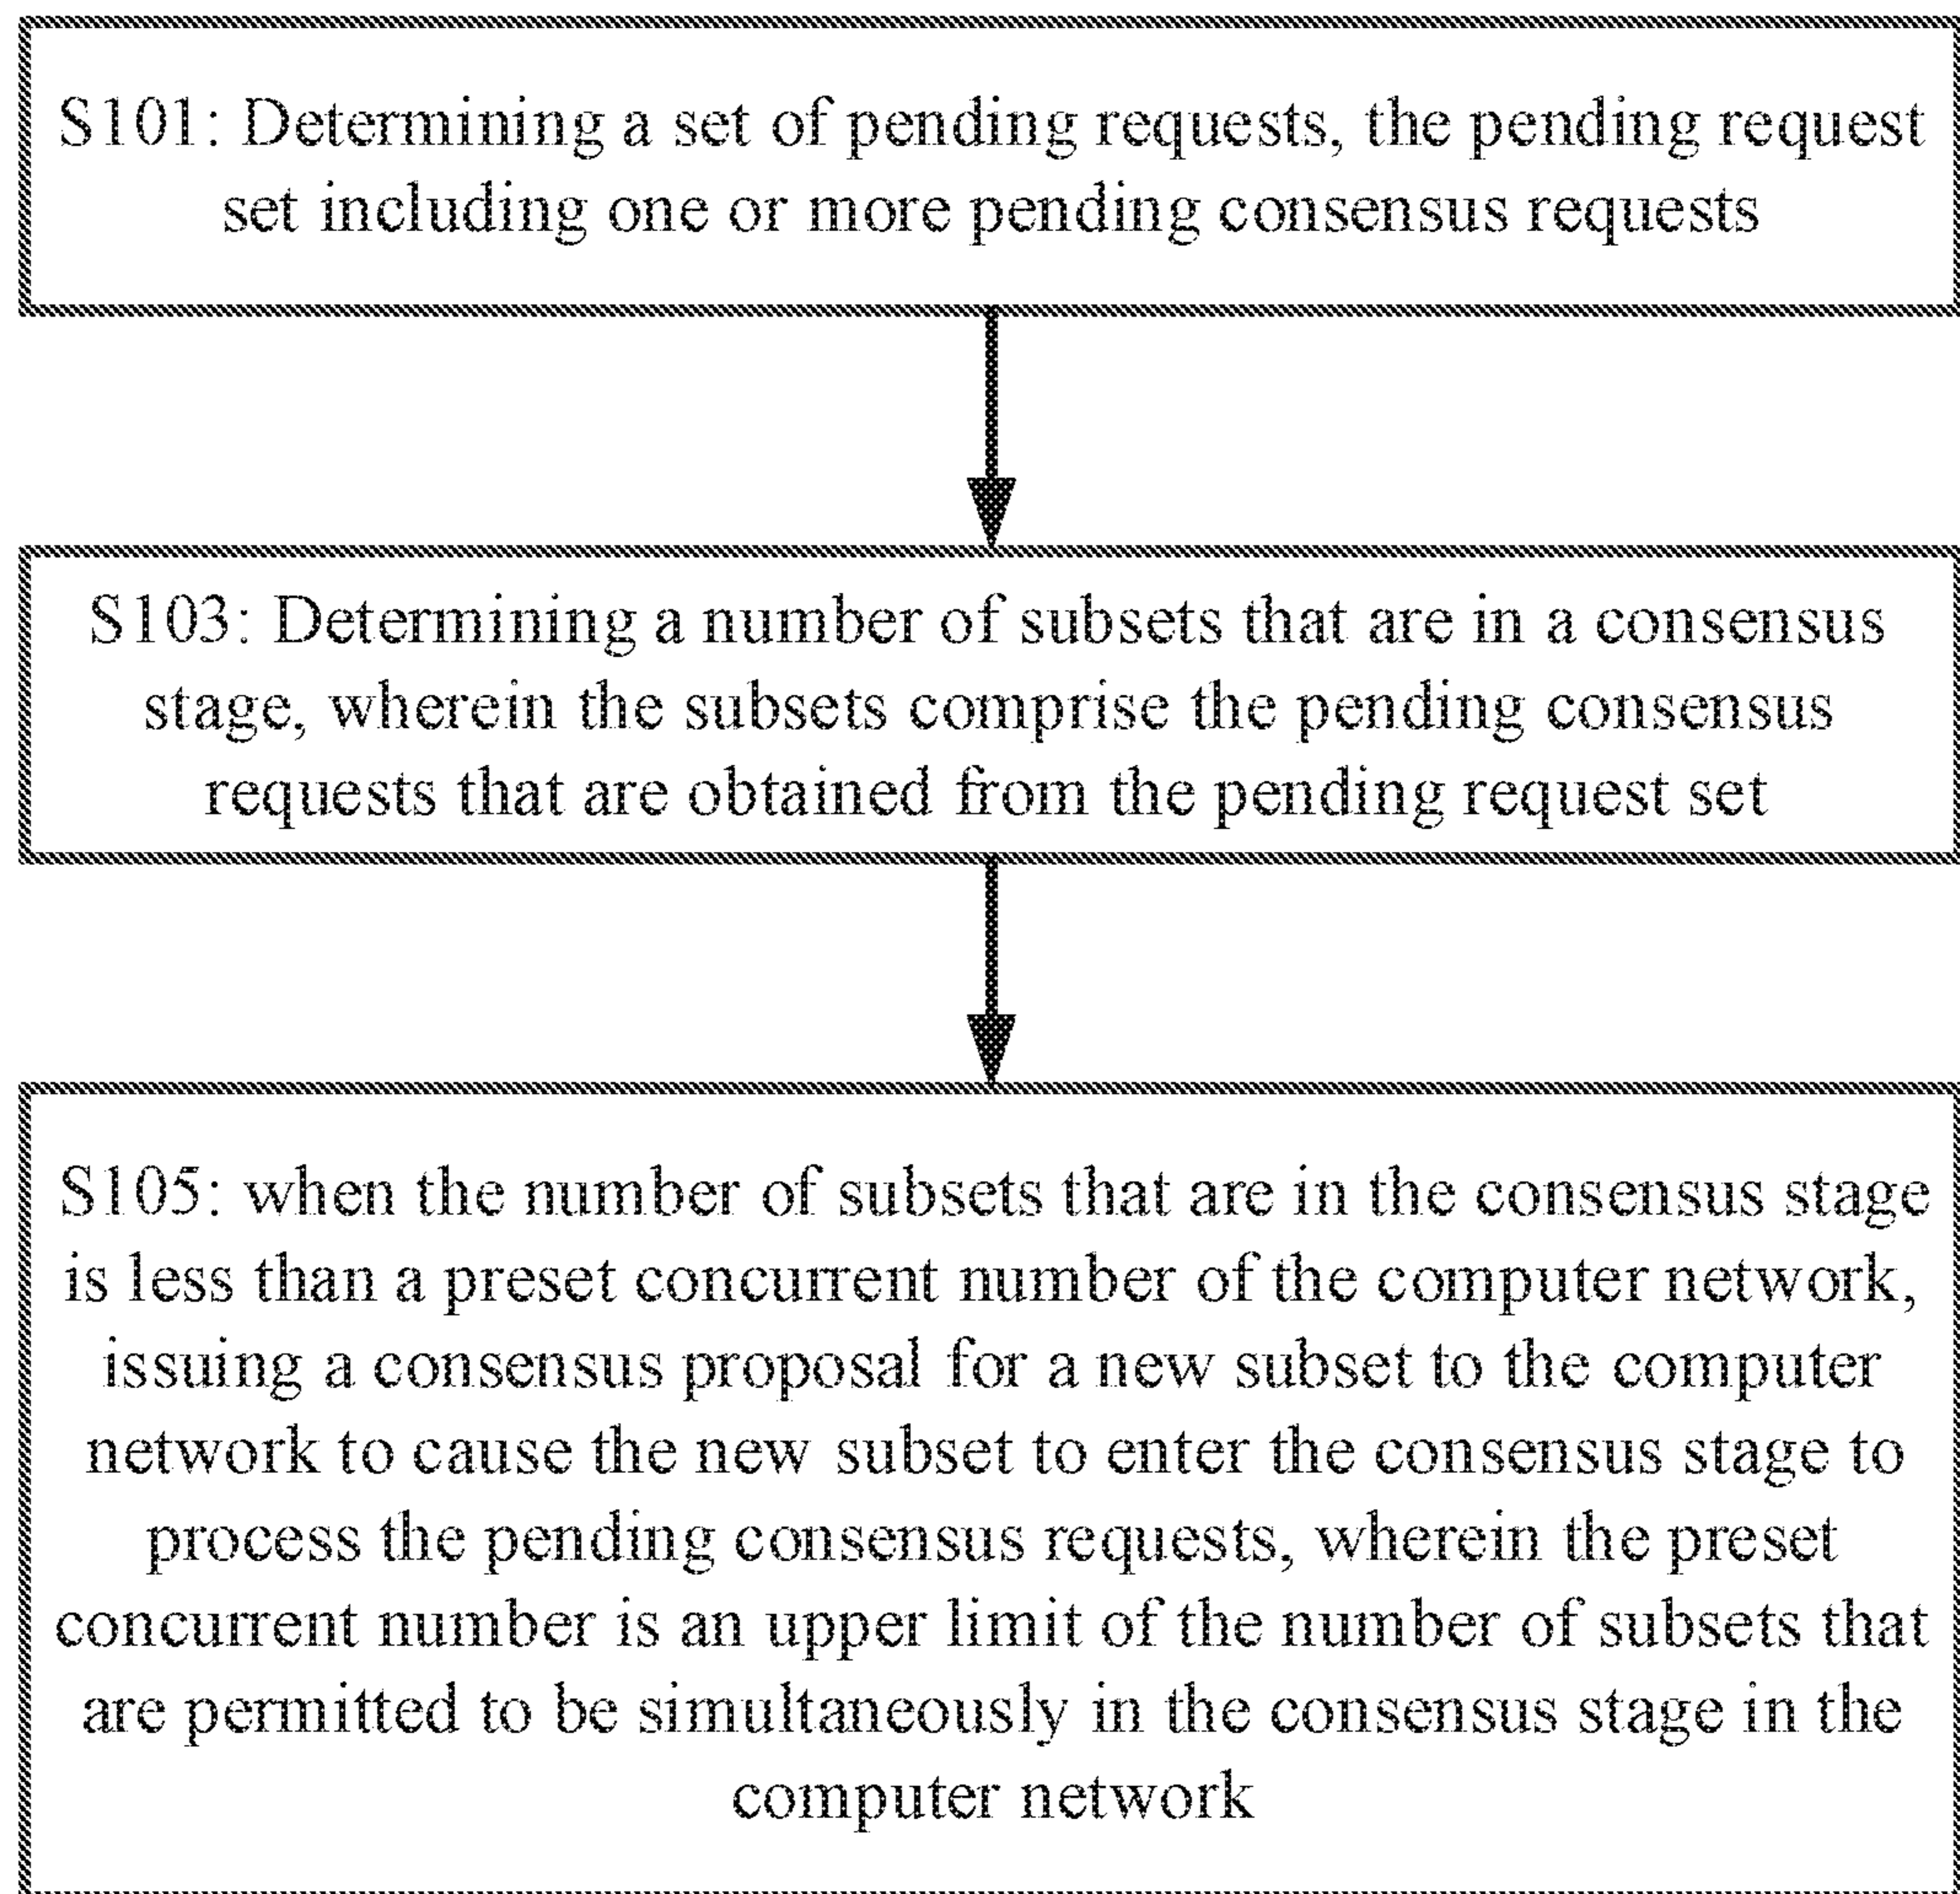 S101: Determining a set of pending requests, the pending request
set including one or more pending consensus requests
S103: Determining a number of subsets that are in a consensus
stage, wherein the subsets comprise the pending consensus
requests that are obtained from the pending request set
S105: when the number of subsets that are in the consensus stage
is less than a preset concurrent number of the computer network,
issuing a consensus proposal for a new subset to the computer
network to cause the new subset to enter the consensus stage to
process the pending consensus requests, wherein the preset
concurrent number is an upper limit of the number of subsets that
are permitted to be simultaneously in the consensus stage in the
computer network